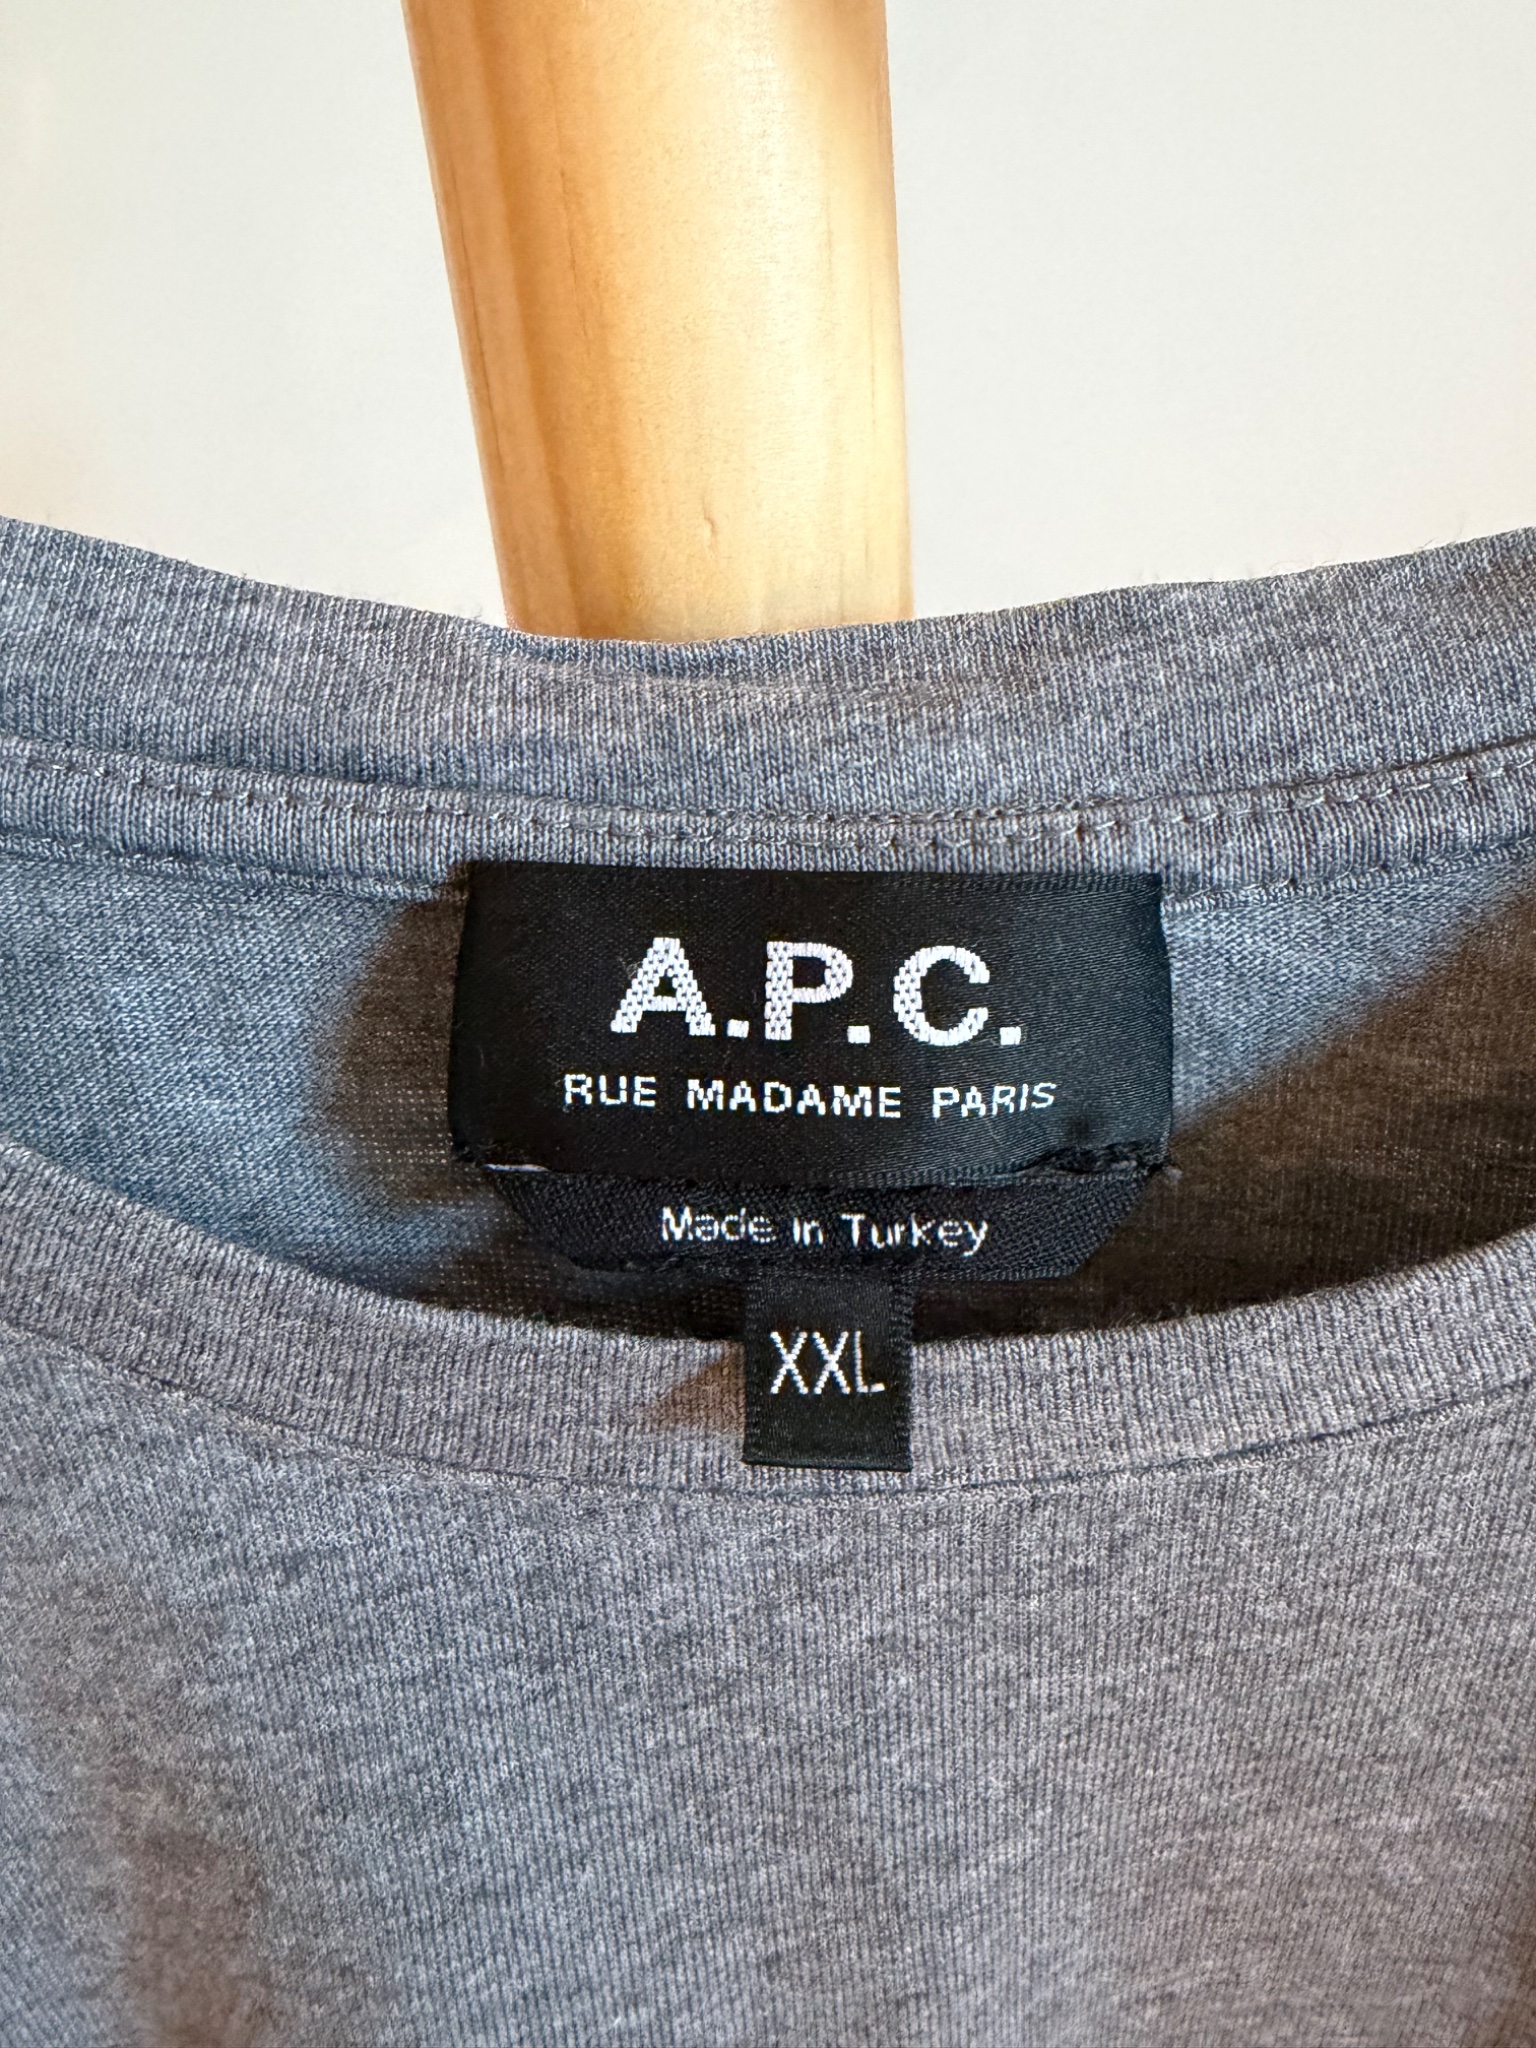 A.P.C.
RUE MADAME PARIS
Made in Turkey
XXL